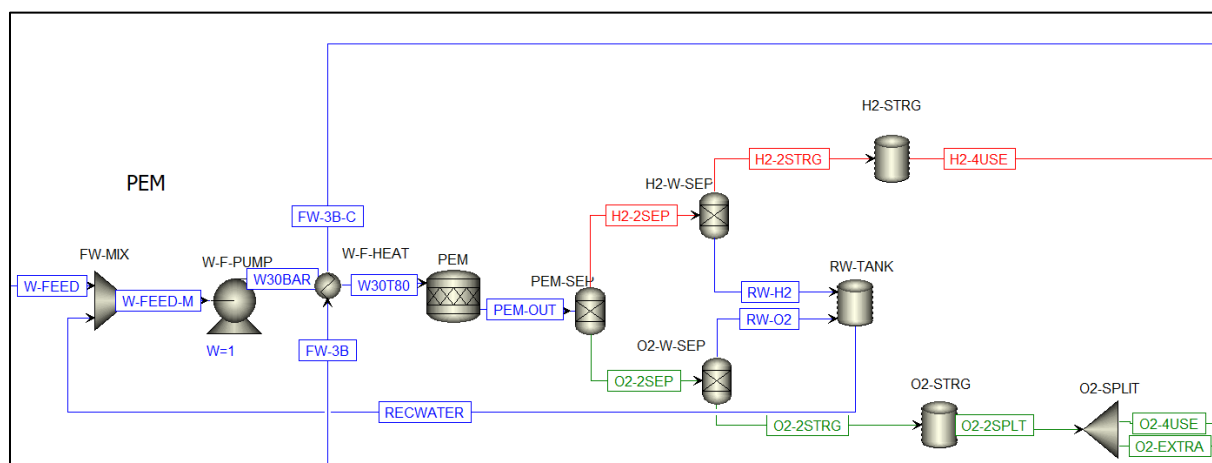 H2-STRG
H2-2STRG
H2-4USE
PEM
H2-W-SEP
FW-3B-C
H2-2SEP
FW-MIX
W-F-PUMP
W-F-HEAT
PEM
W30BAR
PEM-SEP
RW-TANK
W-FEED
W-FEED-M
W30T80
RW-H2
PEM-OUT
RW-O2
W=1
FW-3B
O2-W-SEP
O2-2SEP
O2-STRG
O2-SPLIT
RECWATER
O2-2STRG
O2-2SPLT
O2-4USE
O2-EXTRA